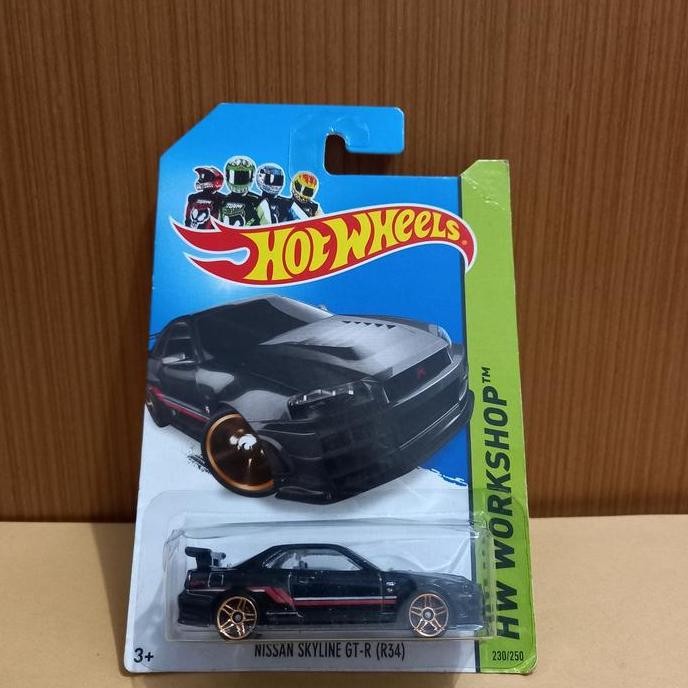 HOT WHEELS
HW WORKSHOP™
NISSAN SKYLINE GT-R (R34)
3+
230/250